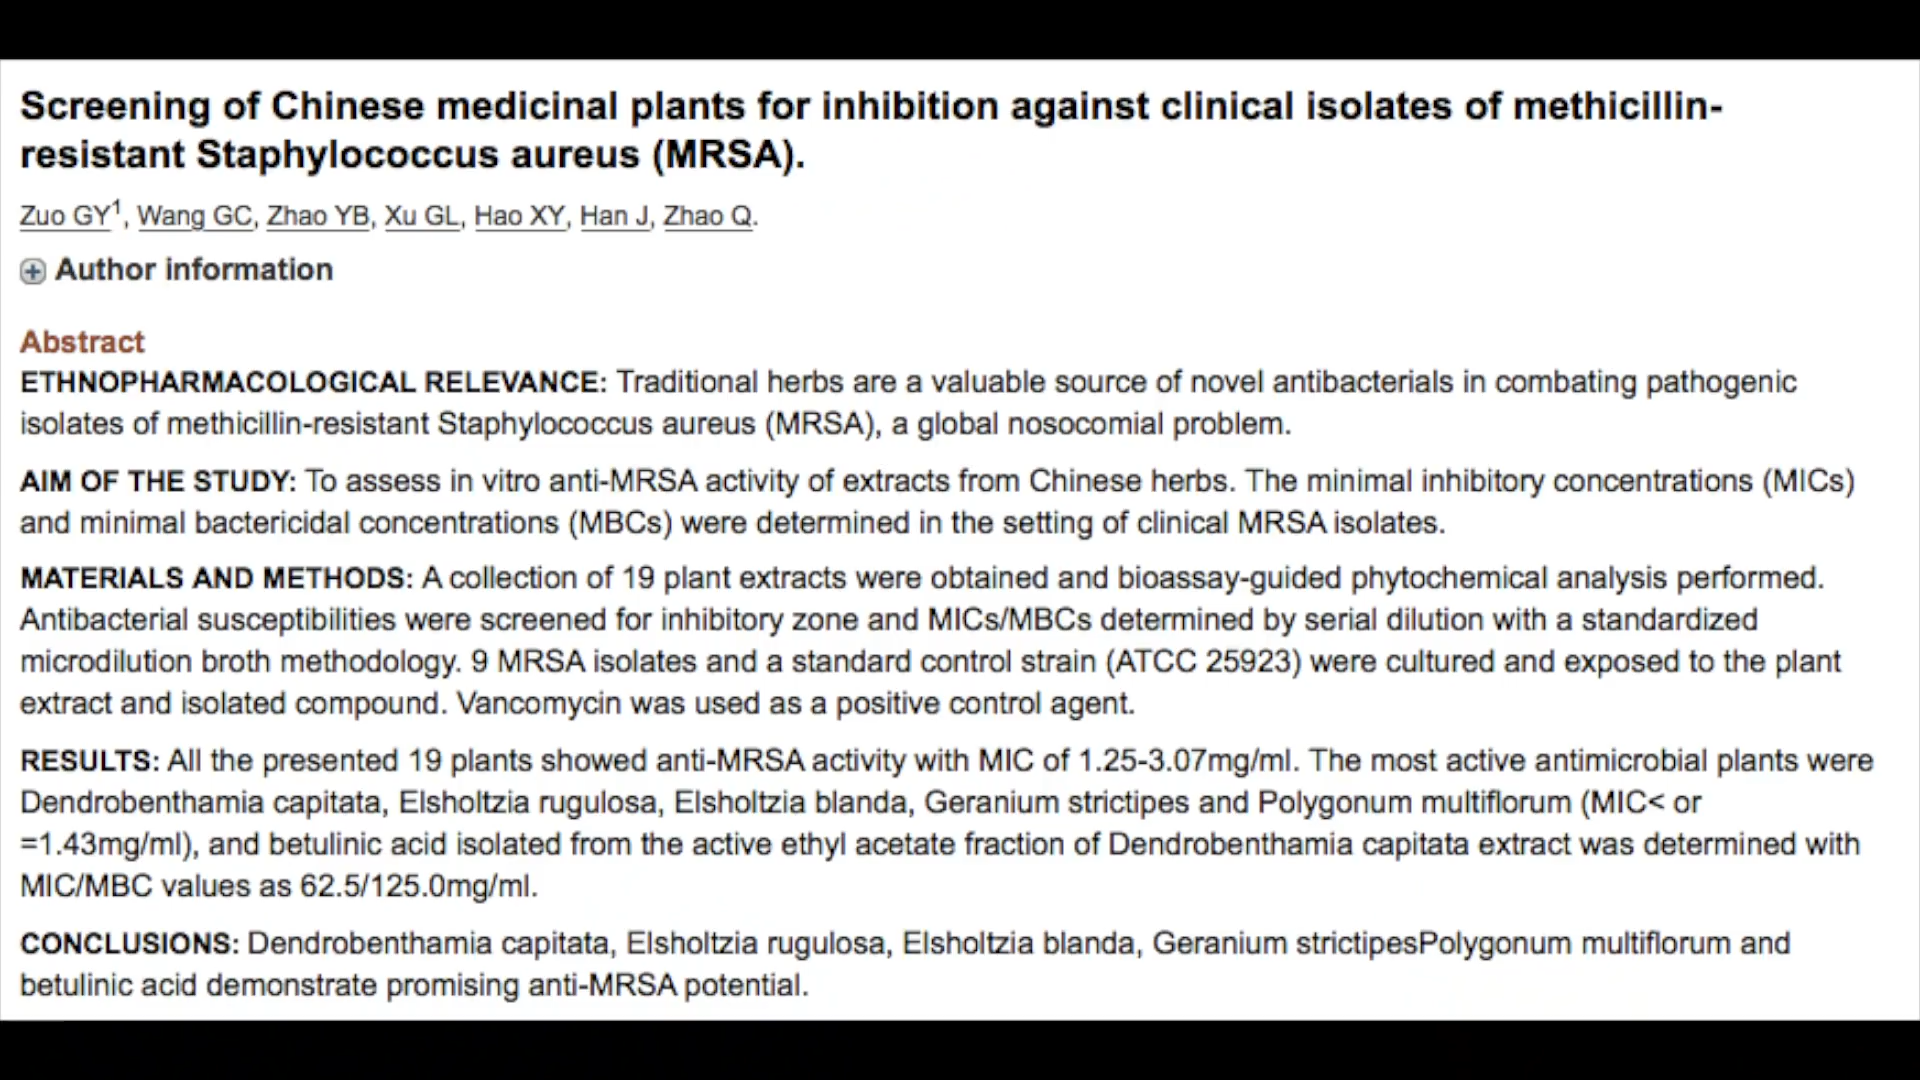 Screening of Chinese medicinal plants for inhibition against clinical isolates of methicillin-
resistant Staphylococcus aureus (MRSA).
Zuo GY1, Wang GC, Zhao YB, Xu GL, Hao XY, Han J, Zhao Q.
Author information
Abstract
ETHNOPHARMACOLOGICAL RELEVANCE: Traditional herbs are a valuable source of novel antibacterials in combating pathogenic
isolates of methicillin-resistant Staphylococcus aureus (MRSA), a global nosocomial problem.
AIM OF THE STUDY: To assess in vitro anti-MRSA activity of extracts from Chinese herbs. The minimal inhibitory concentrations (MICs)
and minimal bactericidal concentrations (MBCs) were determined in the setting of clinical MRSA isolates.
MATERIALS AND METHODS: A collection of 19 plant extracts were obtained and bioassay-guided phytochemical analysis performed.
Antibacterial susceptibilities were screened for inhibitory zone and MICs/MBCs determined by serial dilution with a standardized
microdilution broth methodology. 9 MRSA isolates and a standard control strain (ATCC 25923) were cultured and exposed to the plant
extract and isolated compound. Vancomycin was used as a positive control agent.
RESULTS: All the presented 19 plants showed anti-MRSA activity with MIC of 1.25-3.07mg/ml. The most active antimicrobial plants were
Dendrobenthamia capitata, Elsholtzia rugulosa, Elsholtzia blanda, Geranium strictipes and Polygonum multiflorum (MIC< or
=1.43mg/ml), and betulinic acid isolated from the active ethyl acetate fraction of Dendrobenthamia capitata extract was determined with
MIC/MBC values as 62.5/125.0mg/ml.
CONCLUSIONS: Dendrobenthamia capitata, Elsholtzia rugulosa, Elsholtzia blanda, Geranium strictipesPolygonum multiflorum and
betulinic acid demonstrate promising anti-MRSA potential.